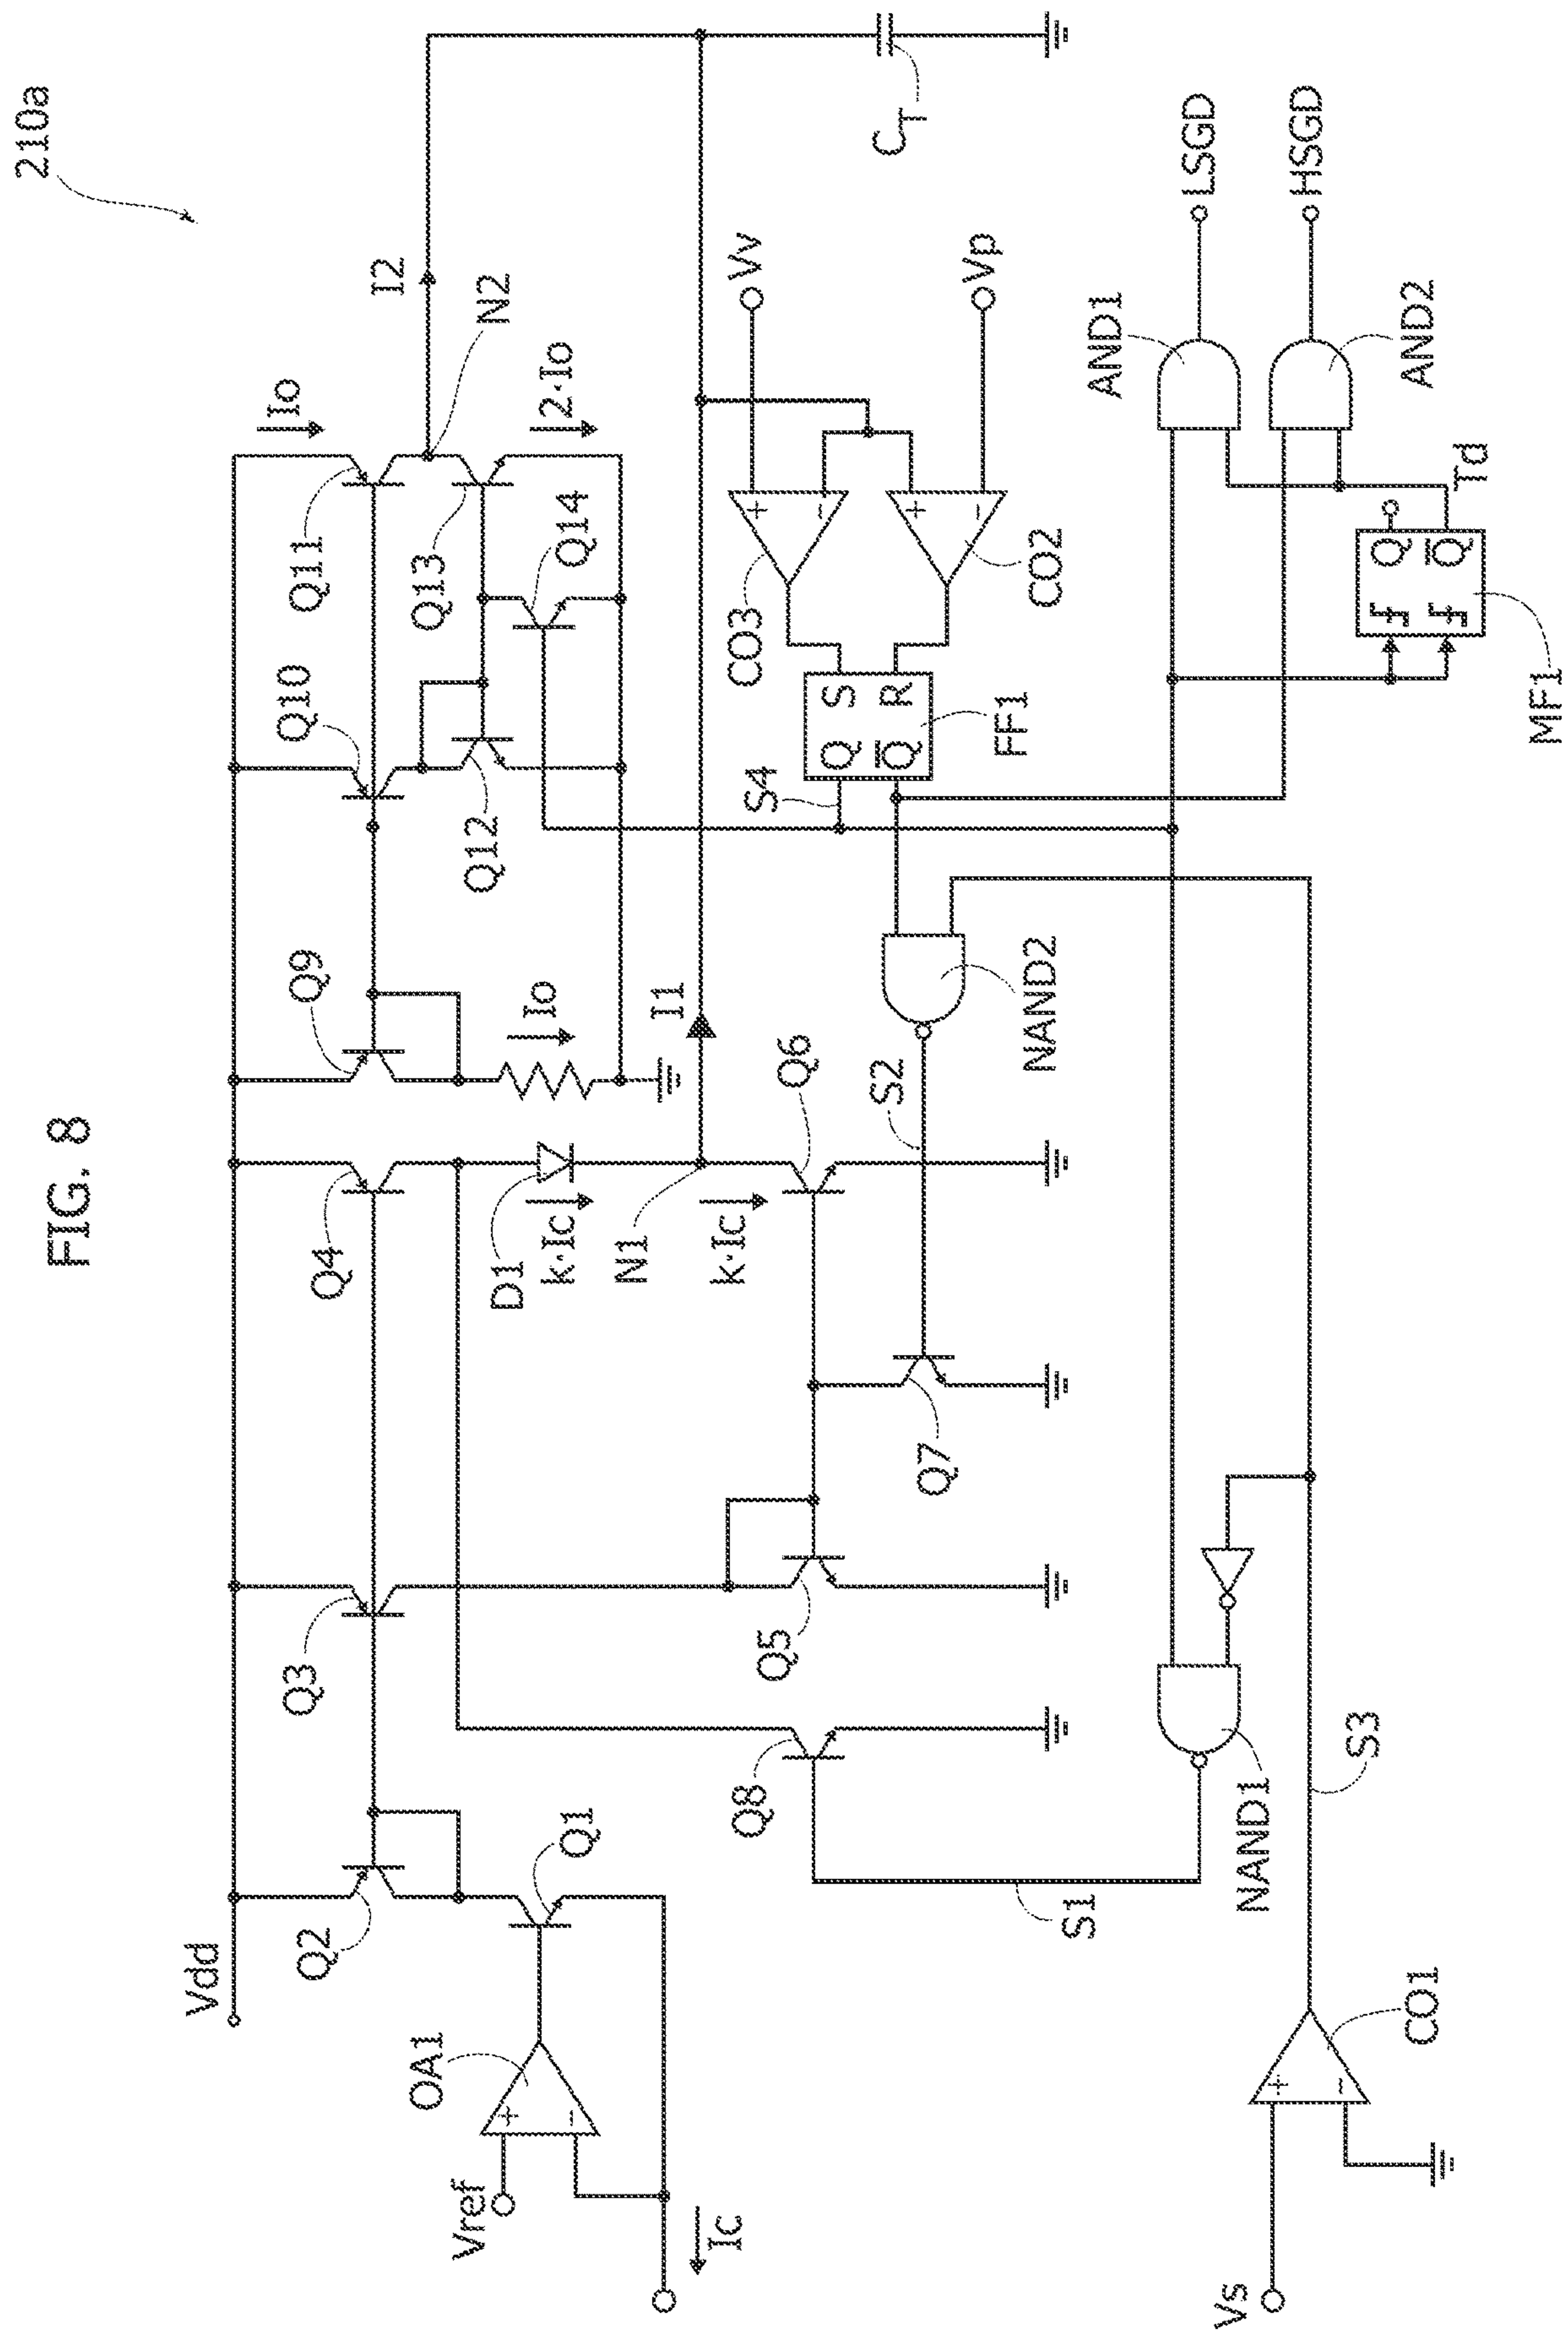 FIG. 8
210a
Vdd
Q2
Q3
Q4
Q9
Q10
Q11
Io
I2
N2
OA1
+
−
Vref
Q1
Ic
D1
k·Ic
Io
Q12
Q13
Q14
2·Io
N1
k·Ic
I1
Q8
Q5
Q7
Q6
S2
S4
CO3
+
−
Vv
CT
S
R
Q
Q
FF1
+
−
CO2
Vp
NAND2
S1
NAND1
AND1
LSGD
AND2
HSGD
S3
Vs
+
−
CO1
Q
Q
Td
MF1